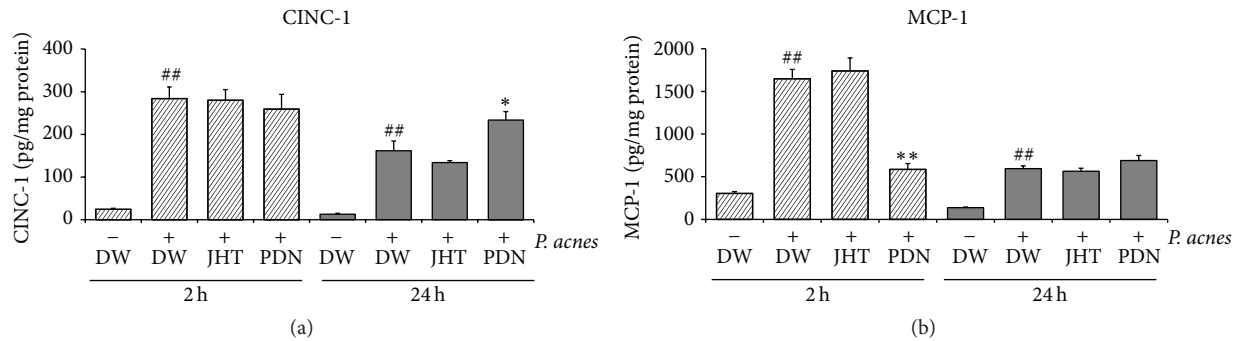 CINC-1
CINC-1 (pg/mg protein)
400
300
200
100
0
##
##
*
− + + + − + + + P. acnes
DW DW JHT PDN DW DW JHT PDN
2 h 24 h
(a)
MCP-1
MCP-1 (pg/mg protein)
2000
1500
1000
500
0
##
**
##
− + + + − + + + P. acnes
DW DW JHT PDN DW DW JHT PDN
2 h 24 h
(b)